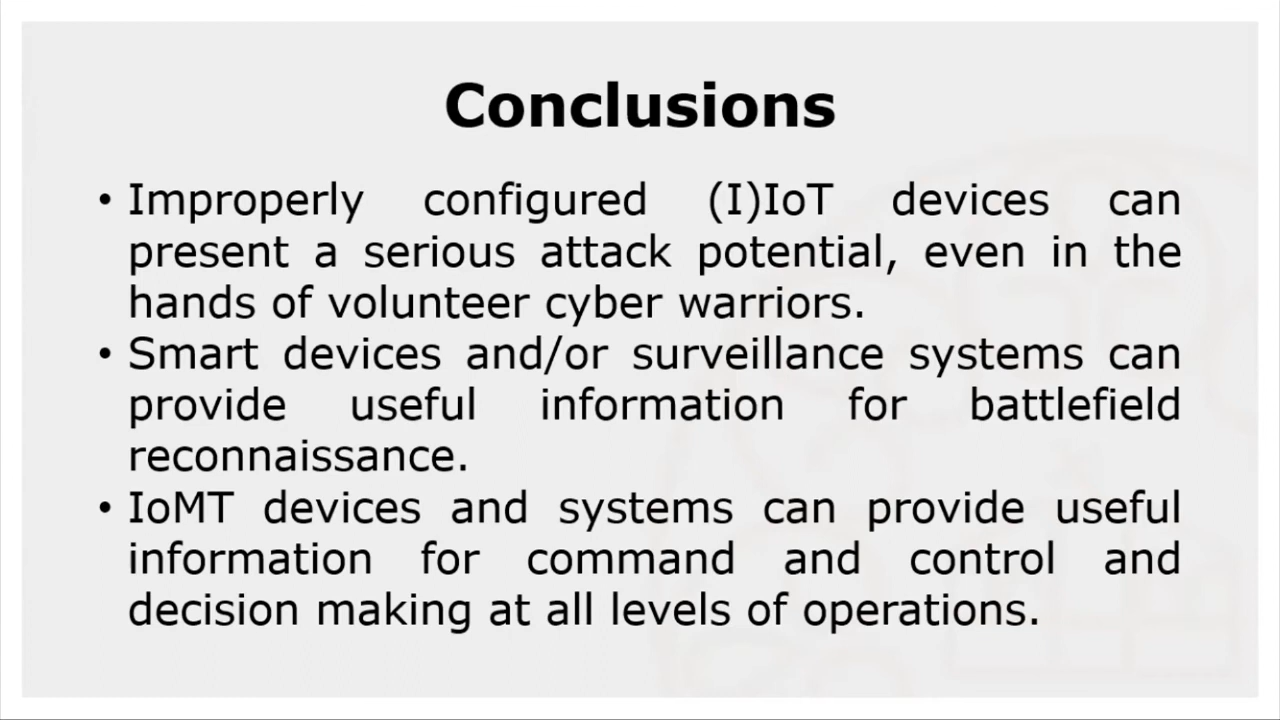 Conclusions
• Improperly configured (I)IoT devices can
present a serious attack potential, even in the
hands of volunteer cyber warriors.
• Smart devices and/or surveillance systems can
provide useful information for battlefield
reconnaissance.
• IoMT devices and systems can provide useful
information for command and control and
decision making at all levels of operations.